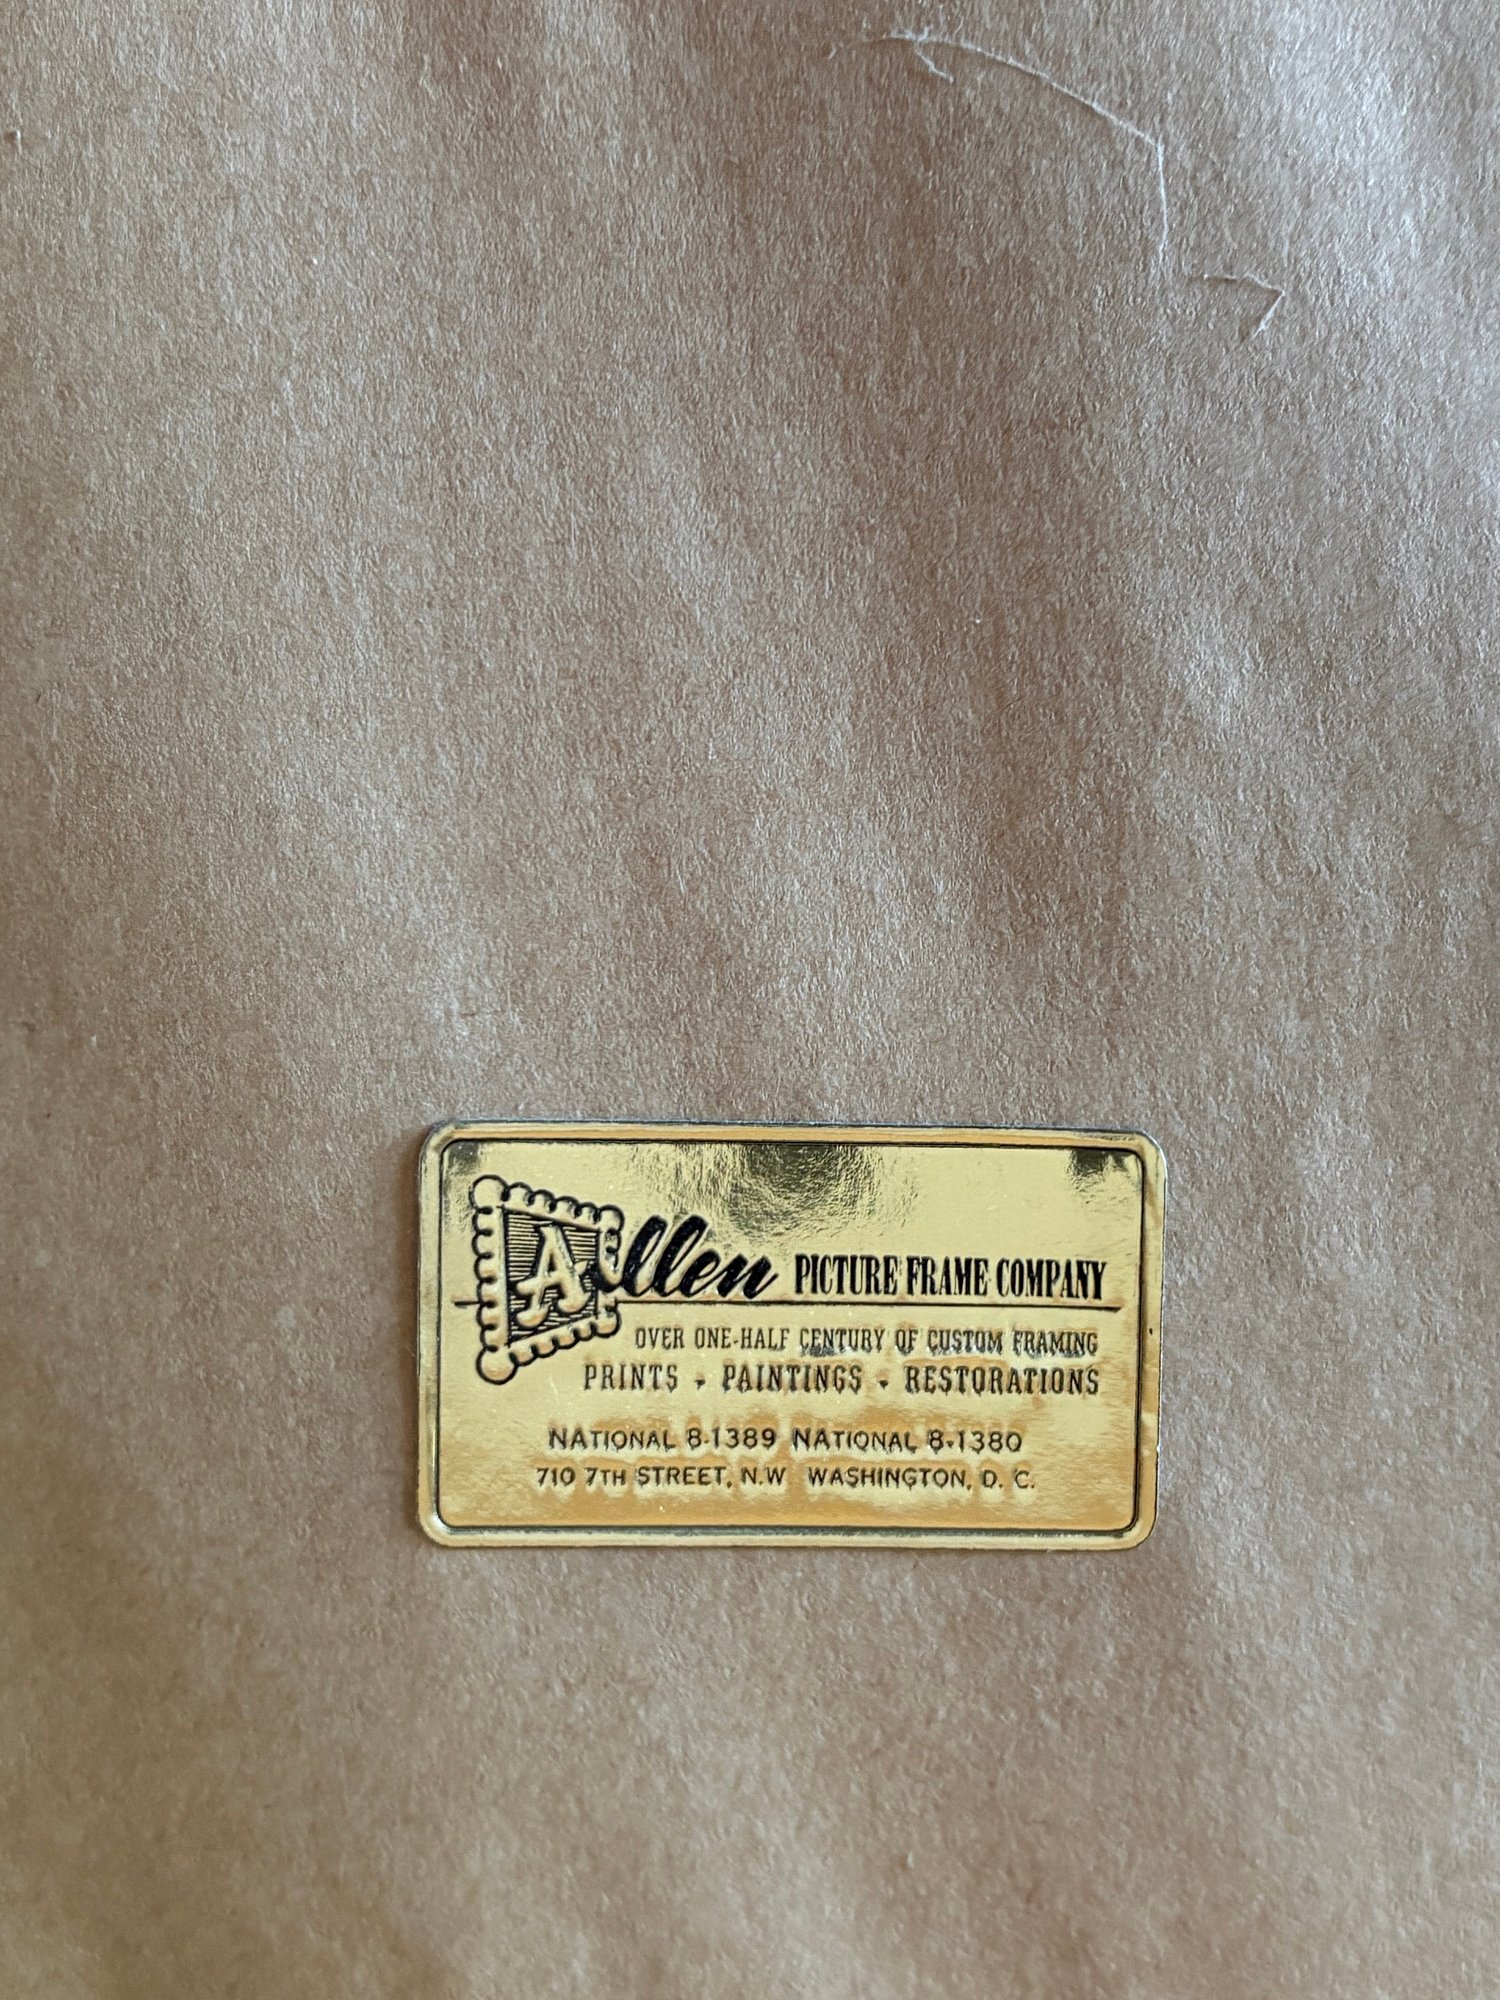 Allen PICTURE FRAME COMPANY
OVER ONE-HALF CENTURY OF CUSTOM FRAMING
PRINTS - PAINTINGS - RESTORATIONS
NATIONAL 8-1389 NATIONAL 8-1380
710 7TH STREET, N.W WASHINGTON, D. C.